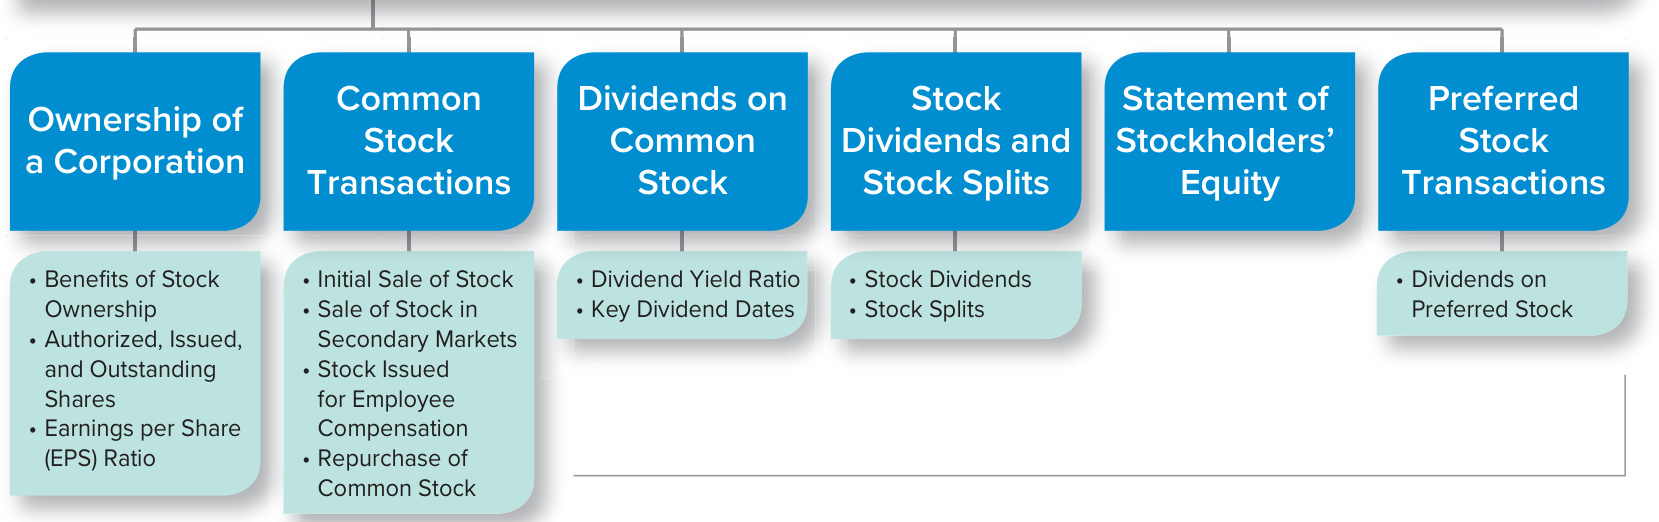 Ownership of
a Corporation
• Benefits of Stock
Ownership
• Authorized, Issued,
and Outstanding
Shares
• Earnings per Share
(EPS) Ratio
Common
Stock
Transactions
• Initial Sale of Stock
• Sale of Stock in
Secondary Markets
• Stock Issued
for Employee
Compensation
• Repurchase of
Common Stock
Dividends on
Common
Stock
• Dividend Yield Ratio
• Key Dividend Dates
Stock
Dividends and
Stock Splits
• Stock Dividends
• Stock Splits
Statement of
Stockholders’
Equity
Preferred
Stock
Transactions
• Dividends on
Preferred Stock